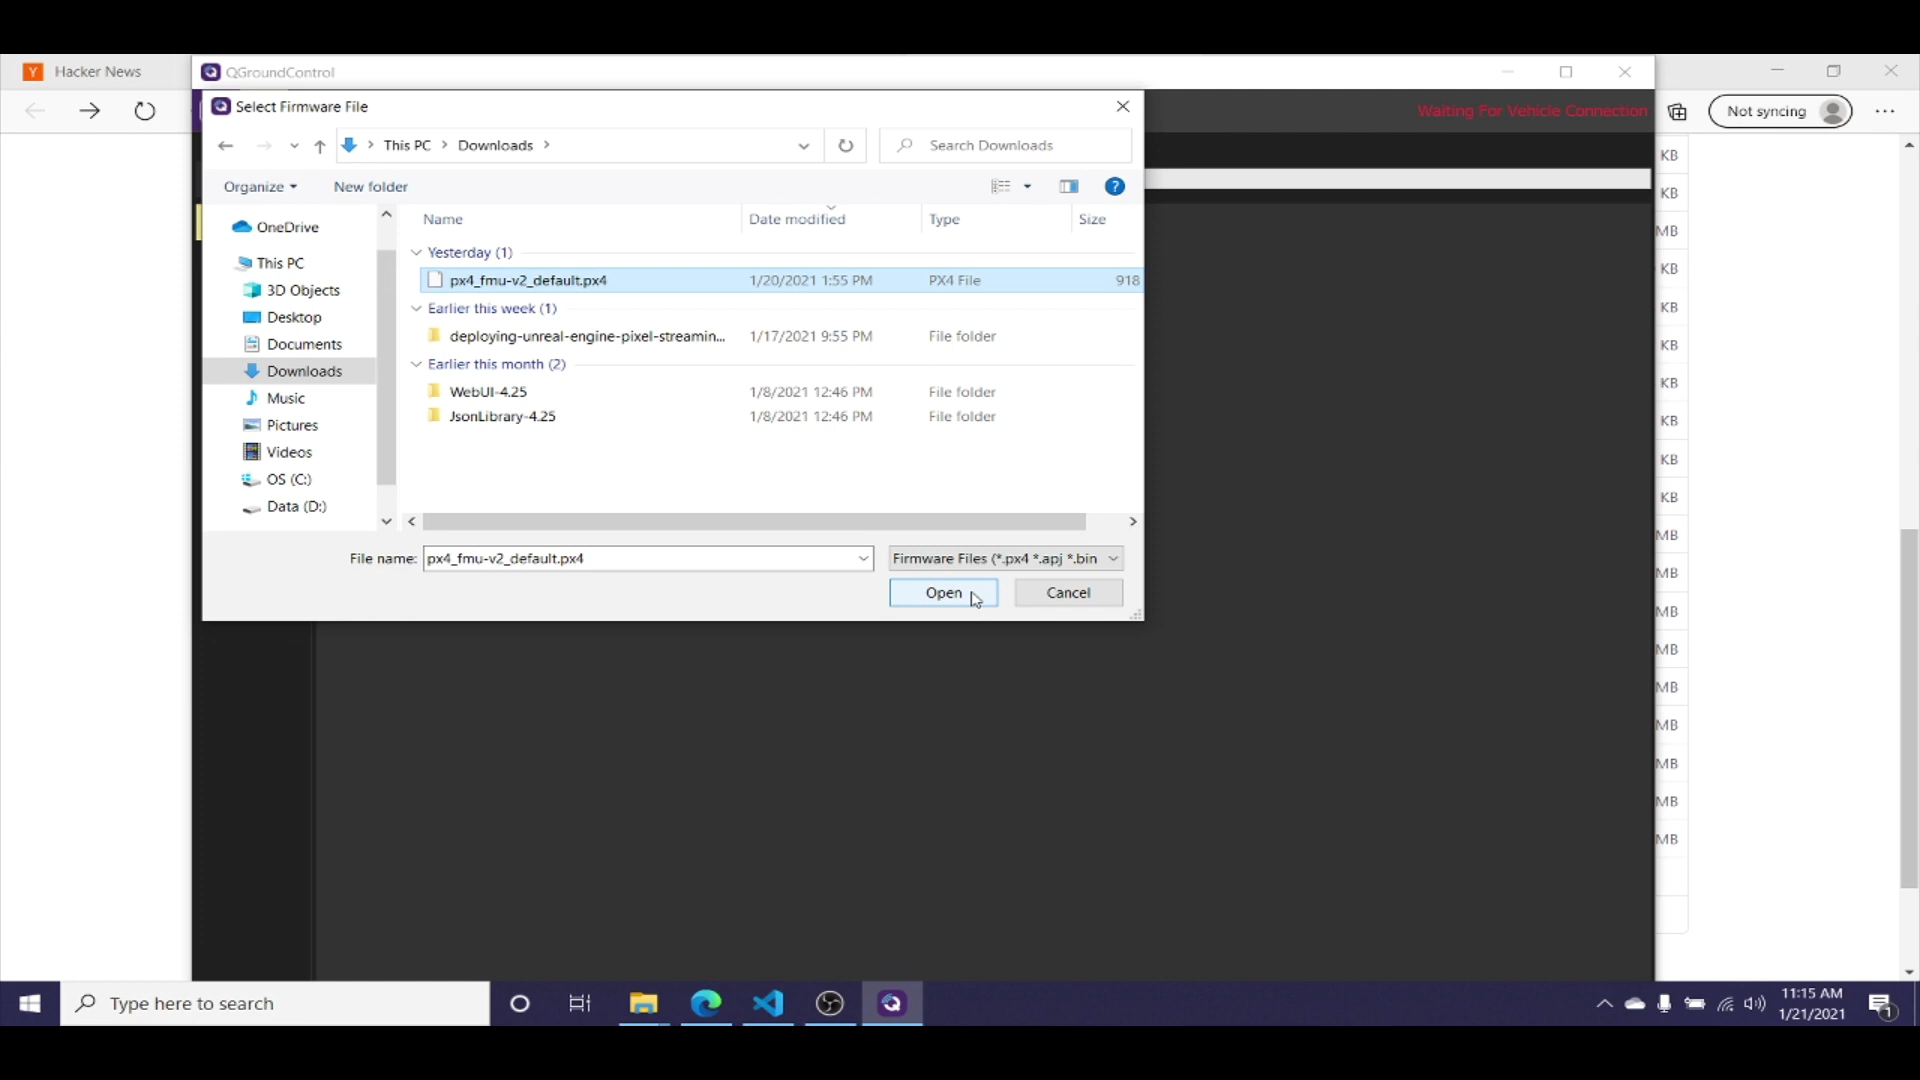 Hacker News
QGroundControl
Select Firmware File
Waiting For Vehicle Connection
Not syncing
This PC > Downloads >
Search Downloads
Organize
New folder
Name
Date modified
Type
Size
OneDrive
This PC
3D Objects
Desktop
Documents
Downloads
Music
Pictures
Videos
OS (C:)
Data (D:)
Yesterday (1)
px4_fmu-v2_default.px4 1/20/2021 1:55 PM PX4 File 918
Earlier this week (1)
deploying-unreal-engine-pixel-streamin... 1/17/2021 9:55 PM File folder
Earlier this month (2)
WebUI-4.25 1/8/2021 12:46 PM File folder
JsonLibrary-4.25 1/8/2021 12:46 PM File folder
File name: px4_fmu-v2_default.px4
Firmware Files (*.px4 *.apj *.bin
Open
Cancel
KB
KB
MB
KB
KB
KB
KB
KB
KB
KB
MB
MB
MB
MB
MB
MB
MB
MB
MB
Type here to search
11:15 AM
1/21/2021
1